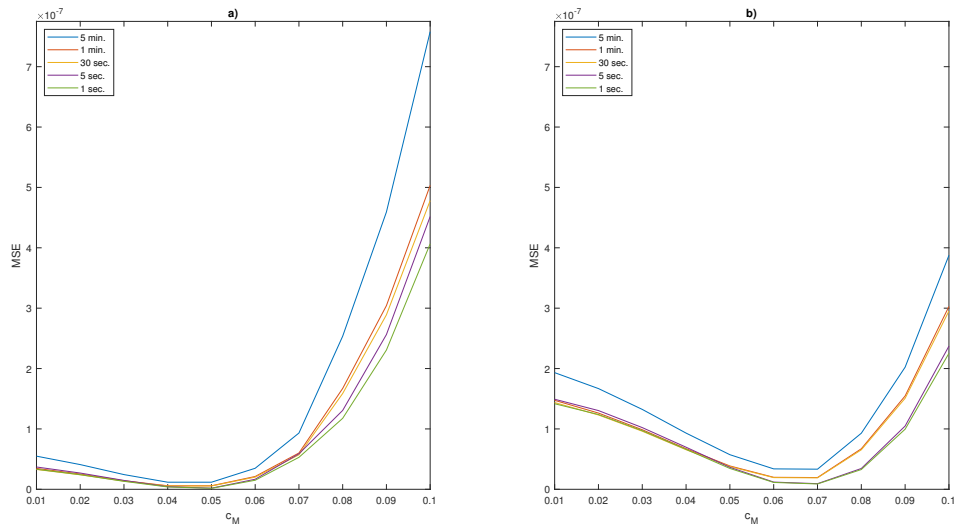 a)
×10⁻⁷
5 min.
1 min.
30 sec.
5 sec.
1 sec.
7
6
5
4
3
2
1
0
MSE
0.01 0.02 0.03 0.04 0.05 0.06 0.07 0.08 0.09 0.1
c_M
b)
×10⁻⁷
5 min.
1 min.
30 sec.
5 sec.
1 sec.
7
6
5
4
3
2
1
0
MSE
0.01 0.02 0.03 0.04 0.05 0.06 0.07 0.08 0.09 0.1
c_M